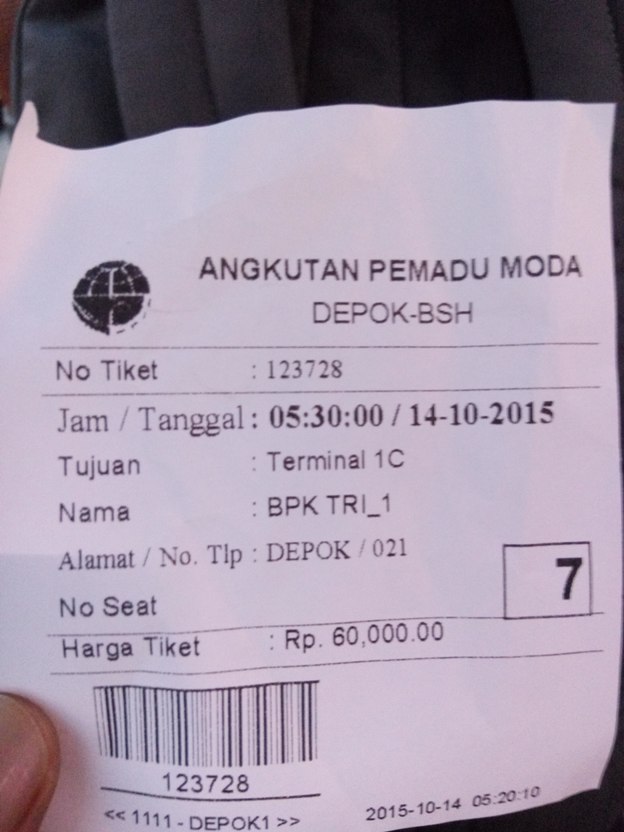 ANGKUTAN PEMADU MODA
DEPOK-BSH
No Tiket : 123728
Jam / Tanggal : 05:30:00 / 14-10-2015
Tujuan : Terminal 1C
Nama : BPK TRI_1
Alamat / No. Tlp : DEPOK / 021
No Seat 7
Harga Tiket : Rp. 60,000.00
123728
<< 1111 - DEPOK1 >> 2015-10-14 05:20:10